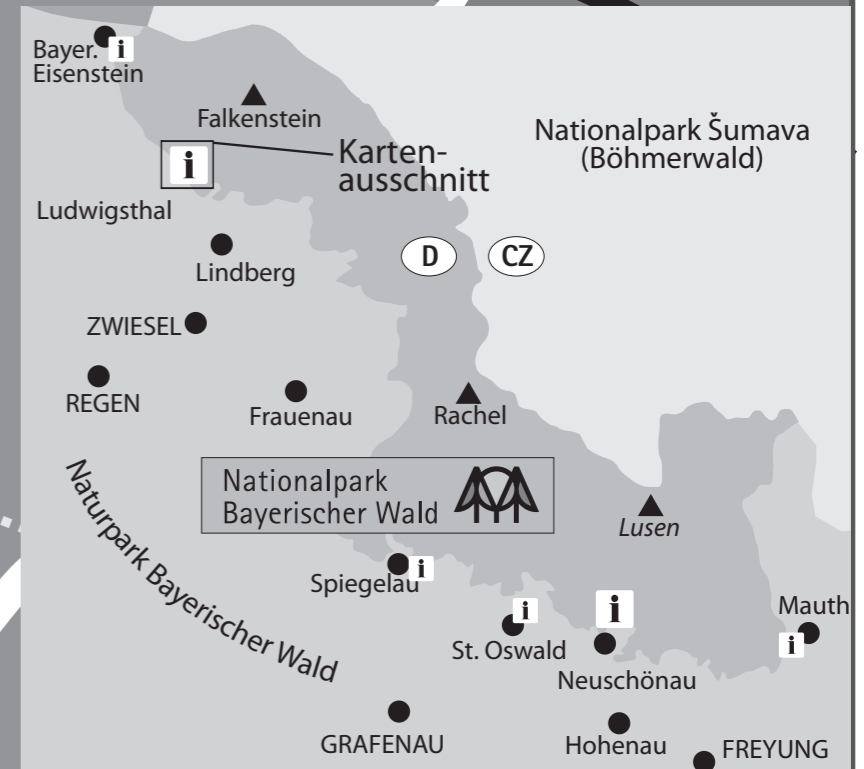 Bayer.
Eisenstein
i
Falkenstein
Nationalpark Šumava
(Böhmerwald)
Karten-
ausschnitt
i
Ludwigsthal
D
CZ
Lindberg
ZWIESEL
REGEN
Frauenau
Rachel
Nationalpark
Bayerischer Wald
Naturpark Bayerischer Wald
Lusen
Spiegelau
i
i
St. Oswald
i
Neuschönau
Mauth
i
GRAFENAU
Hohenau
FREYUNG